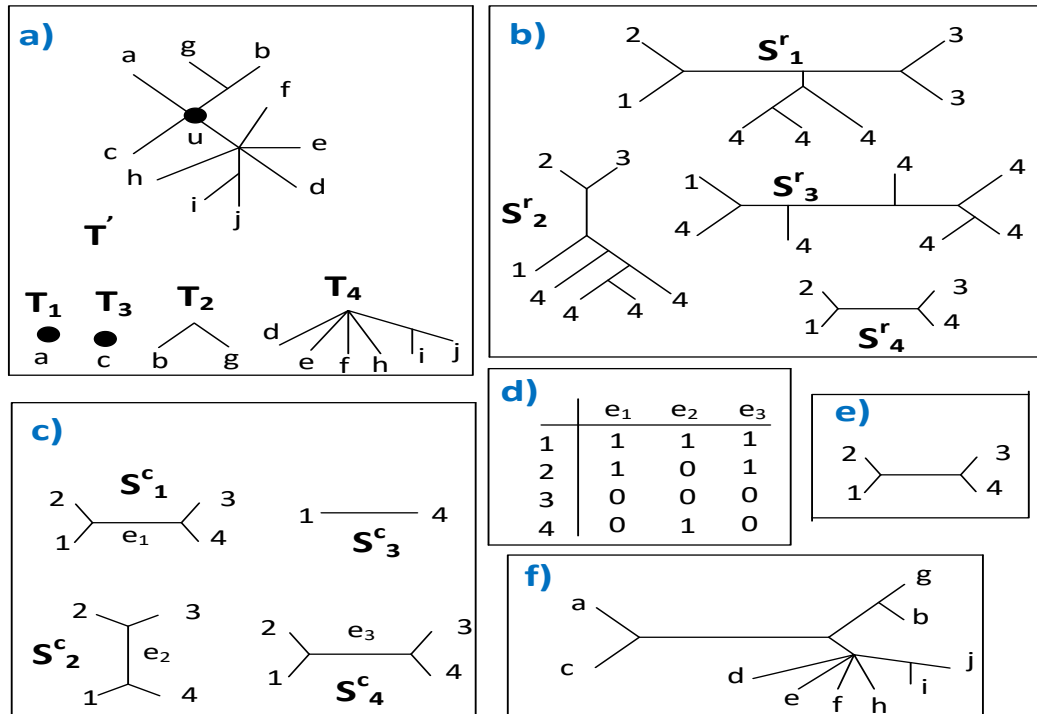 a)
g
b
a
f
u
e
c
h
d
i
j
T′
T1 T3 T2 T4
a c b g d e f h i j
b)
2 3
S^r_1
1 3
4 4 4
2 3
S^r_2
1
4
4 4 4
4
1 S^r_3 4 4
4 4 4 4
2 3
1 4
S^r_4
c)
2 S^c_1 3
1 e1 4
1 4
S^c_3
2 3
S^c_2 e2
1 4
2 e3 3
1 4
S^c_4
d)
e1 e2 e3
1 1 1 1
2 1 0 1
3 0 0 0
4 0 1 0
e)
2 3
1 4
f)
g
a
b
c
d j
e f h i